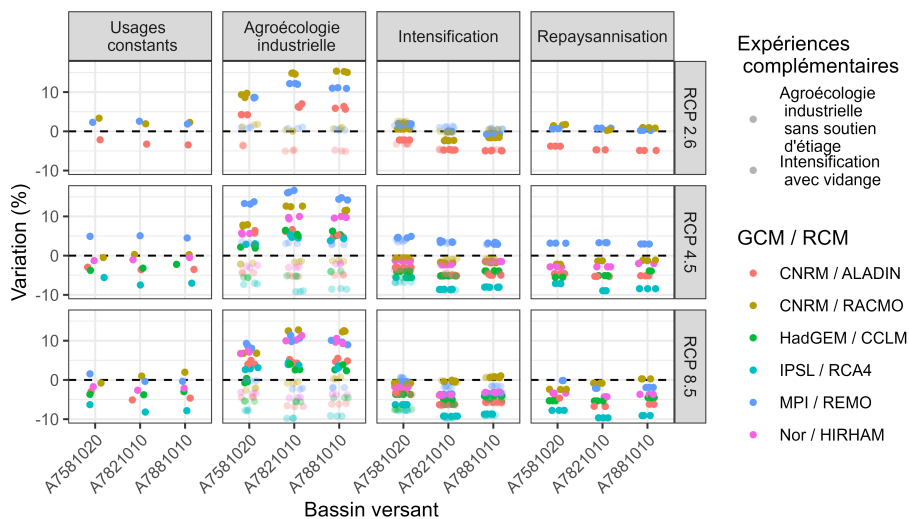 Usages
constants
Agroécologie
industrielle
Intensification
Repaysannisation
Variation (%)
10
0
-10
RCP 2.6
10
0
-10
RCP 4.5
10
0
-10
RCP 8.5
A7581020
A7821010
A7881010
A7581020
A7821010
A7881010
A7581020
A7821010
A7881010
A7581020
A7821010
A7881010
Bassin versant
Expériences
complémentaires
Agroécologie
industrielle
sans soutien
d'étiage
Intensification
avec vidange
GCM / RCM
CNRM / ALADIN
CNRM / RACMO
HadGEM / CCLM
IPSL / RCA4
MPI / REMO
Nor / HIRHAM